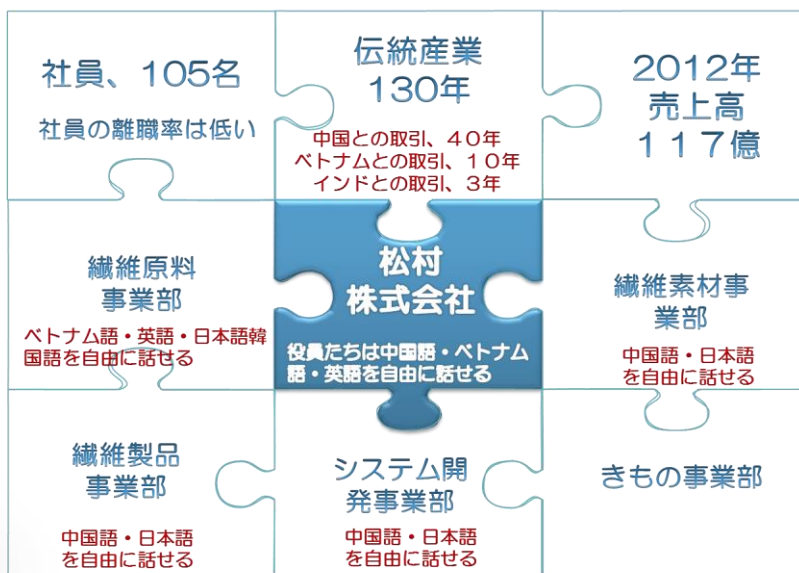 社員、105名
社員の離職率は低い
伝統産業
130年
中国との取引、40年
ベトナムとの取引、10年
インドとの取引、3年
2012年
売上高
117億
繊維原料
事業部
ベトナム語・英語・日本語韓
国語を自由に話せる
松村
株式会社
役員たちは中国語・ベトナム
語・英語を自由に話せる
繊維素材事
業部
中国語・日本語
を自由に話せる
繊維製品
事業部
中国語・日本語
を自由に話せる
システム開
発事業部
中国語・日本語
を自由に話せる
きもの事業部